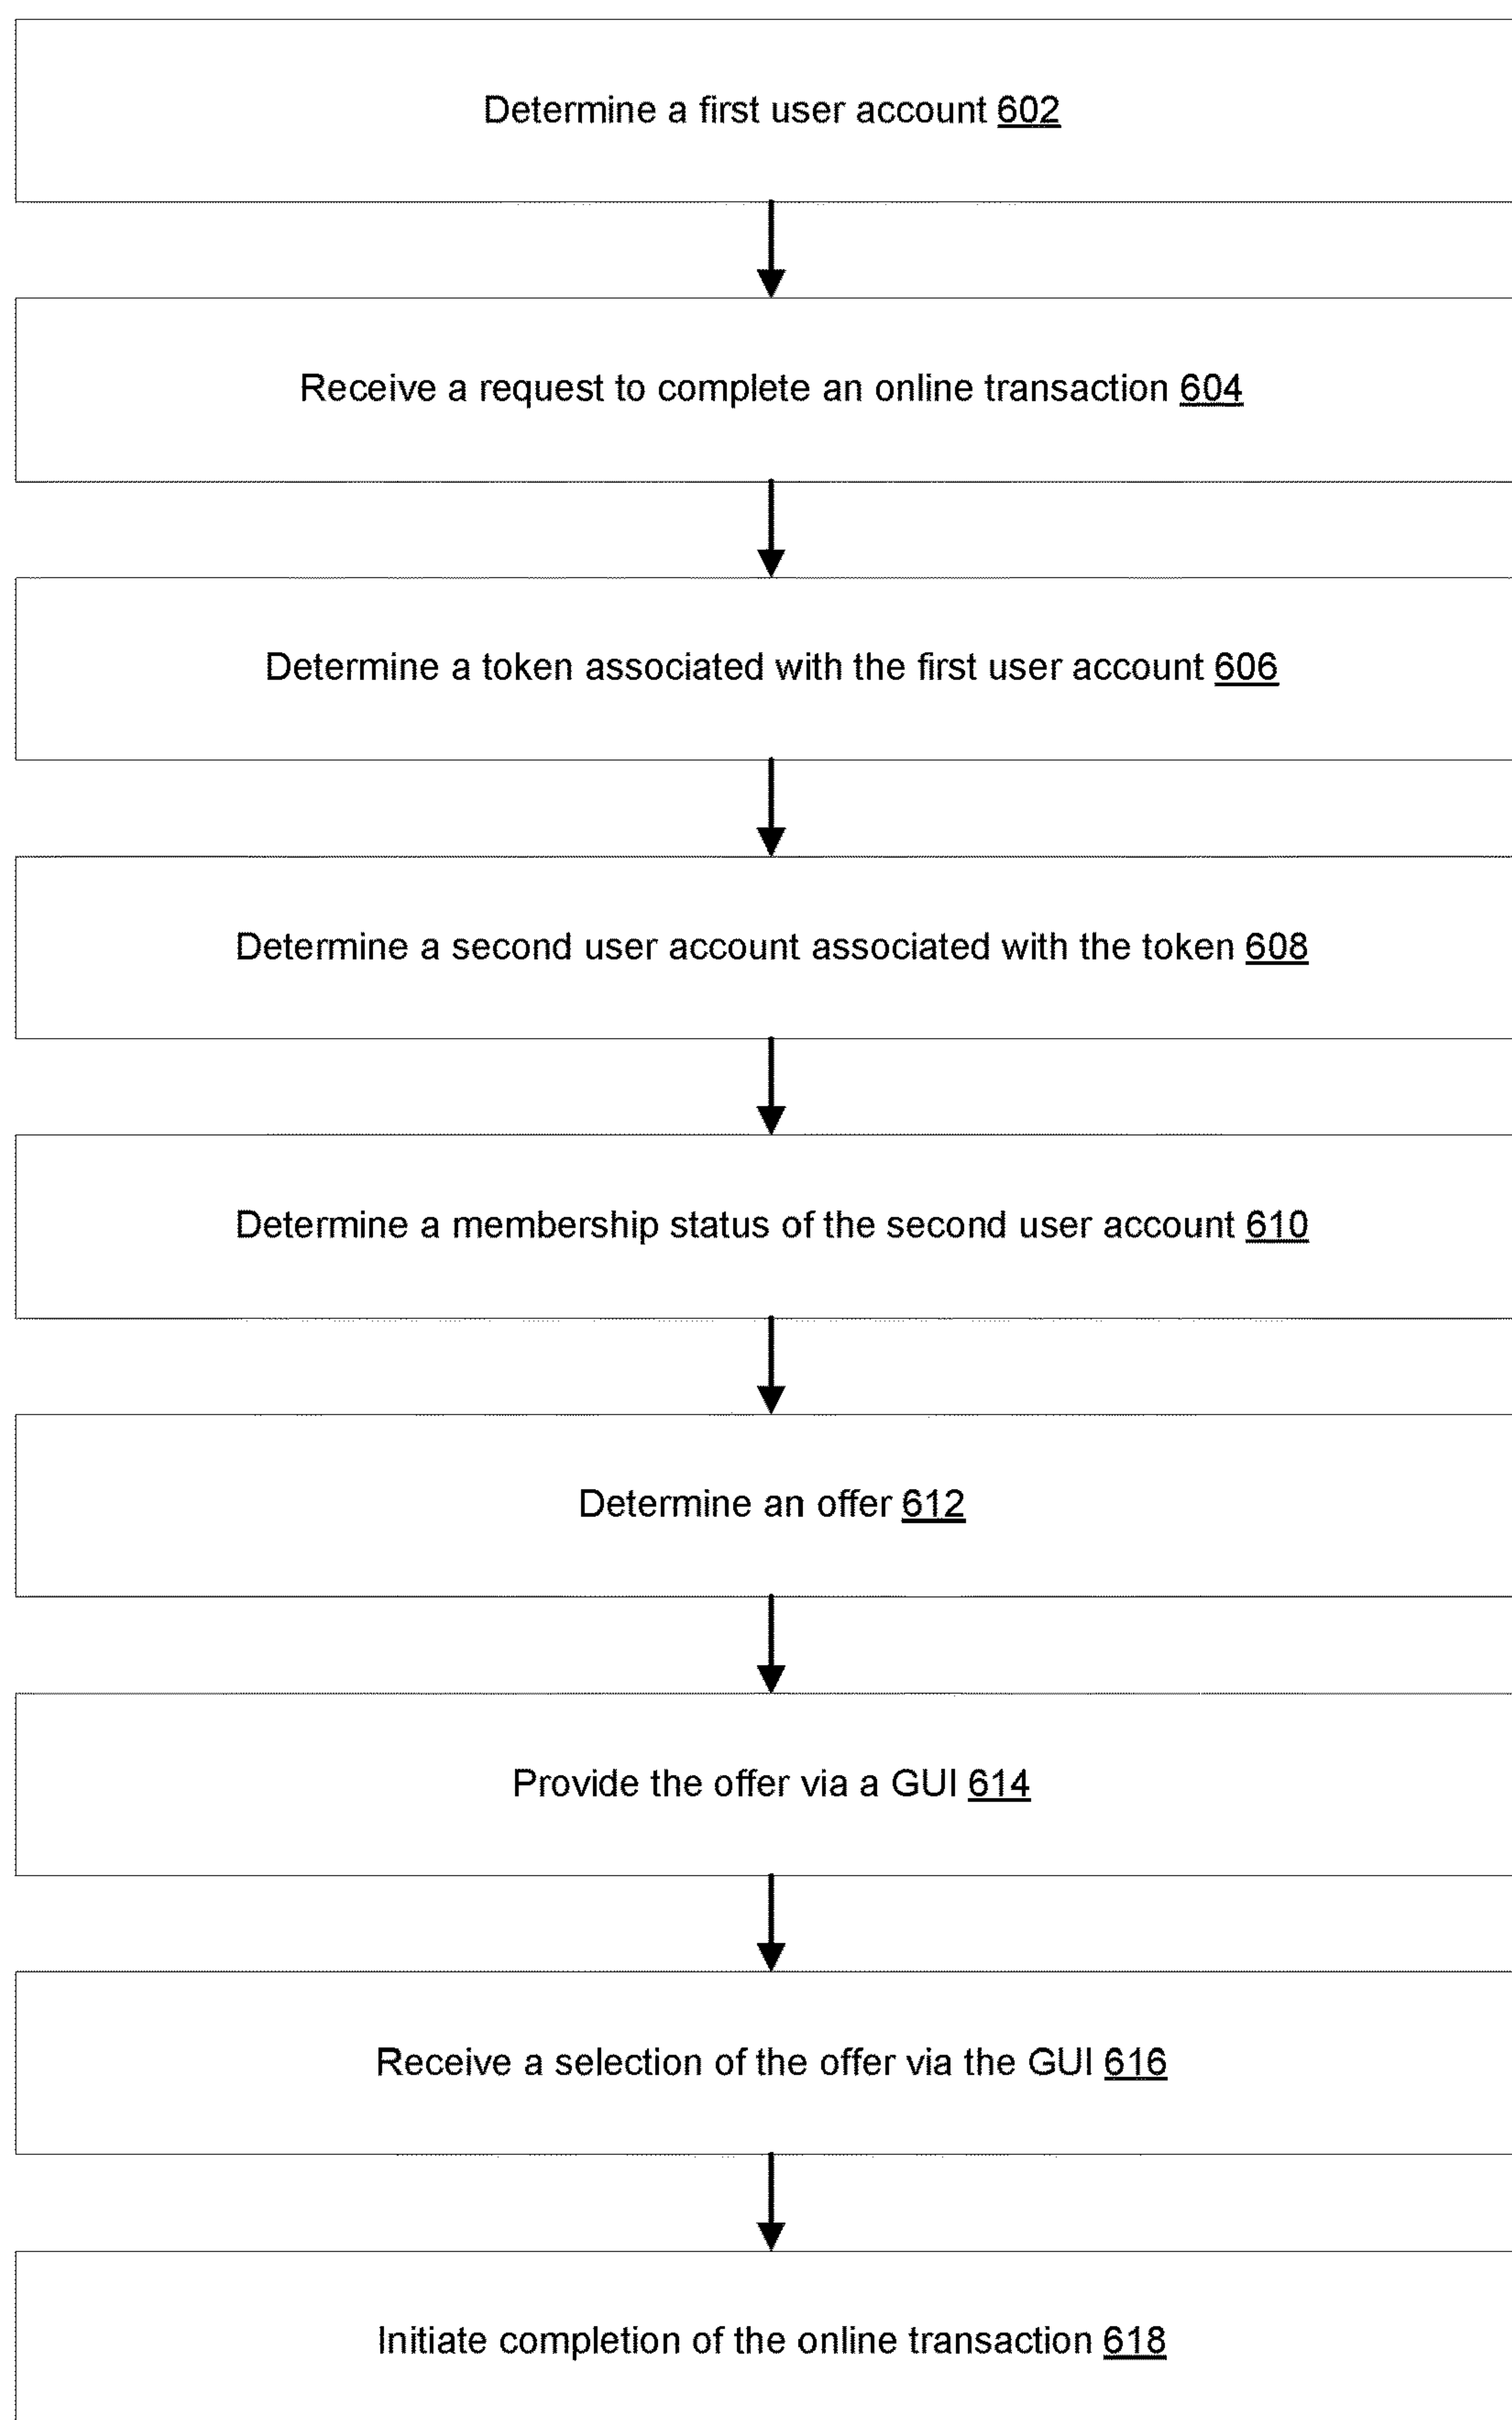 Determine a first user account 602
Receive a request to complete an online transaction 604
Determine a token associated with the first user account 606
Determine a second user account associated with the token 608
Determine a membership status of the second user account 610
Determine an offer 612
Provide the offer via a GUI 614
Receive a selection of the offer via the GUI 616
Initiate completion of the online transaction 618